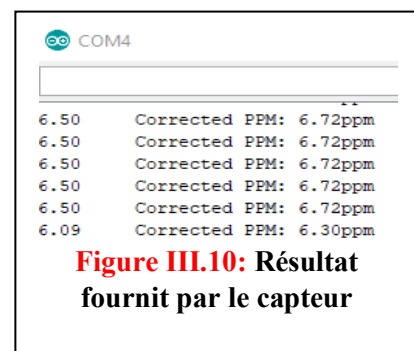 COM4
6.50 Corrected PPM: 6.72ppm
6.50 Corrected PPM: 6.72ppm
6.50 Corrected PPM: 6.72ppm
6.50 Corrected PPM: 6.72ppm
6.50 Corrected PPM: 6.72ppm
6.09 Corrected PPM: 6.30ppm
Figure III.10: Résultat
fournit par le capteur